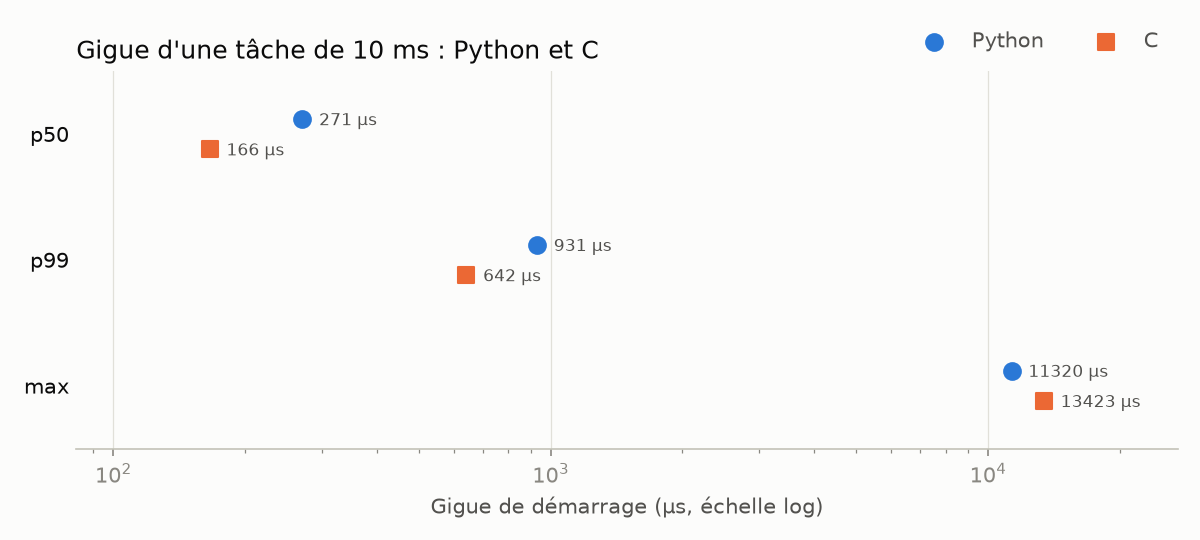 Gigue d'une tâche de 10 ms : Python et C
Python
C
p50
271 µs
166 µs
p99
931 µs
642 µs
max
11320 µs
13423 µs
10²
10³
10⁴
Gigue de démarrage (µs, échelle log)